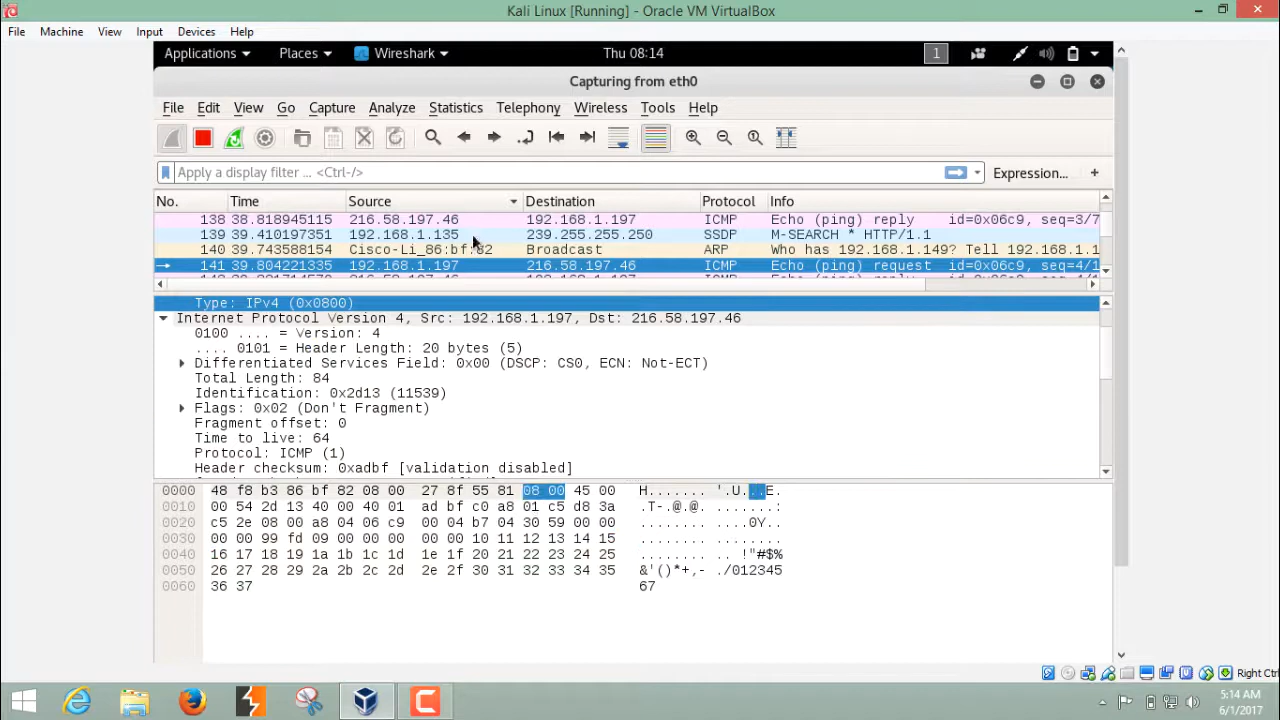 Kali Linux [Running] - Oracle VM VirtualBox
File Machine View Input Devices Help
Applications Places Wireshark Thu 08:14 1
Capturing from eth0
File Edit View Go Capture Analyze Statistics Telephony Wireless Tools Help
Apply a display filter ... <Ctrl-/> Expression... +
No. Time Source Destination Protocol Info
138 38.818945115 216.58.197.46 192.168.1.197 ICMP Echo (ping) reply id=0x06c9, seq=3/7
139 39.410197351 192.168.1.135 239.255.255.250 SSDP M-SEARCH * HTTP/1.1
140 39.743588154 Cisco-Li_86:bf:82 Broadcast ARP Who has 192.168.1.149? Tell 192.168.1.1
141 39.804221335 192.168.1.197 216.58.197.46 ICMP Echo (ping) request id=0x06c9, seq=4/1
Type: IPv4 (0x0800)
Internet Protocol Version 4, Src: 192.168.1.197, Dst: 216.58.197.46
0100 .... = Version: 4
.... 0101 = Header Length: 20 bytes (5)
Differentiated Services Field: 0x00 (DSCP: CS0, ECN: Not-ECT)
Total Length: 84
Identification: 0x2d13 (11539)
Flags: 0x02 (Don't Fragment)
Fragment offset: 0
Time to live: 64
Protocol: ICMP (1)
Header checksum: 0xadbf [validation disabled]
0000 48 f8 b3 86 bf 82 08 00 27 8f 55 81 08 00 45 00 H....... '.U...E.
0010 00 54 2d 13 40 00 40 01 ad bf c0 a8 01 c5 d8 3a .T-.@.@. .......:
0020 c5 2e 08 00 a8 04 06 c9 00 04 b7 04 30 59 00 00 ........ ....0Y..
0030 00 00 99 fd 09 00 00 00 00 00 10 11 12 13 14 15 ........ ........
0040 16 17 18 19 1a 1b 1c 1d 1e 1f 20 21 22 23 24 25 ........ .. !"#$%
0050 26 27 28 29 2a 2b 2c 2d 2e 2f 30 31 32 33 34 35 &'()*+,- ./012345
0060 36 37 67
Right Ctrl
5:14 AM
6/1/2017